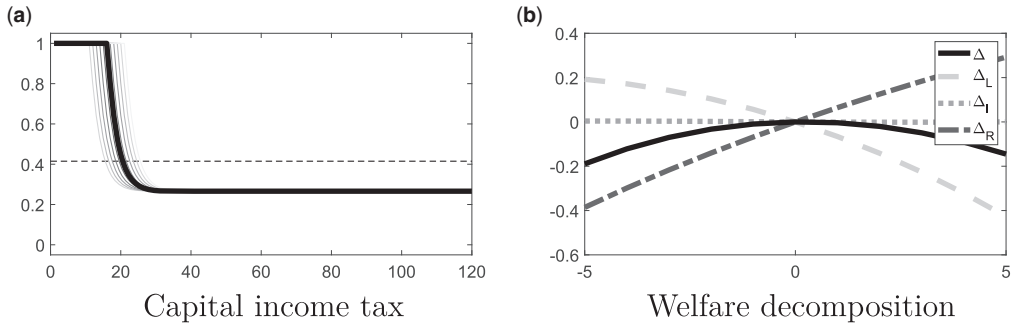 (a)
1
0.8
0.6
0.4
0.2
0
0 20 40 60 80 100 120
Capital income tax
(b)
0.4
0.2
0
-0.2
-0.4
-0.6
-5 0 5
Δ
Δ_L
Δ_I
Δ_R
Welfare decomposition